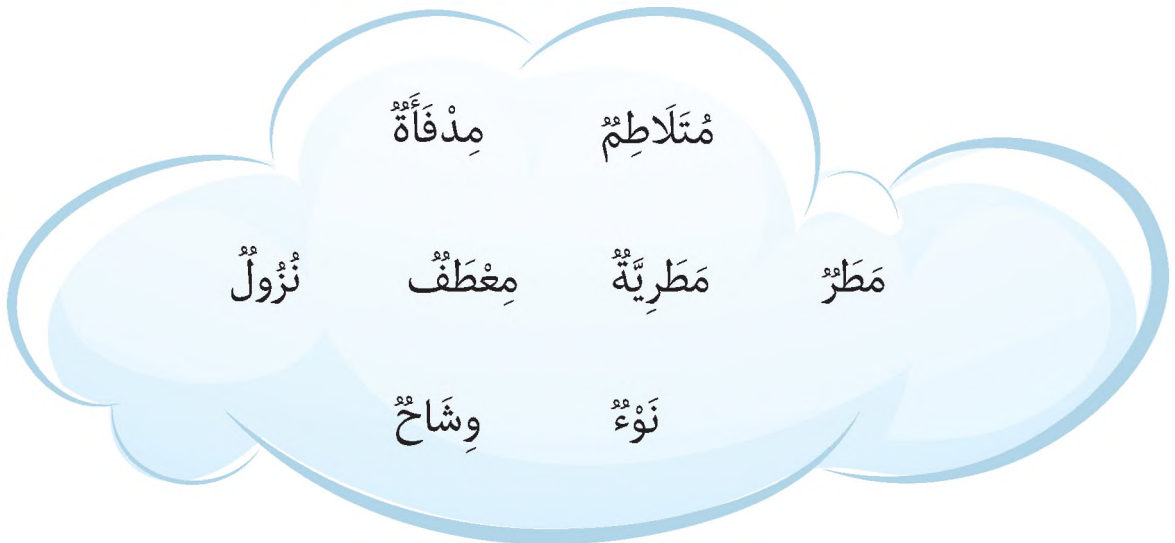 مُتَلَاطِمٌ مِدْفَأَةٌ
مَطَرٌ مَطَرِيَّةٌ مِعْطَفٌ نُزُولٌ
نَوْءٌ وِشَاحٌ